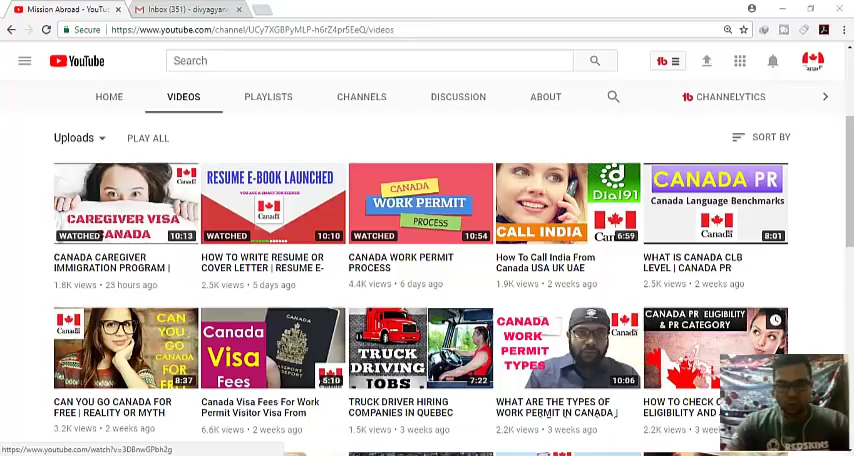 Mission Abroad - YouTube
Inbox (351) - divyagyan
Secure
https://www.youtube.com/channel/UCy7XGBPyMLP-h6rZ4pr5EeQ/videos
YouTube
Search
tb
HOME VIDEOS PLAYLISTS CHANNELS DISCUSSION ABOUT tb CHANNELYTICS
Uploads PLAY ALL SORT BY
Canada
CAREGIVER VISA
CANADA
WATCHED 10:13
RESUME E-BOOK LAUNCHED
Canada
WATCHED 10:10
CANADA
WORK PERMIT
PROCESS
WATCHED 10:54
Dial91
CALL INDIA
6:59
CANADA PR
Canada Language Benchmarks
Canada
8:01
CANADA CAREGIVER
IMMIGRATION PROGRAM |
1.8K views • 23 hours ago
HOW TO WRITE RESUME OR
COVER LETTER | RESUME E-
2.5K views • 5 days ago
CANADA WORK PERMIT
PROCESS
4.4K views • 6 days ago
How To Call India From
Canada USA UK UAE
1.9K views • 2 weeks ago
WHAT IS CANADA CLB
LEVEL | CANADA PR
2.5K views • 2 weeks ago
Canada
CAN
YOU GO
CANADA
FOR
8:37
Canada
Visa
Fees
CANADA
5:10
TRUCK
DRIVING
JOBS
7:22
CANADA
WORK
PERMIT
TYPES
Canada
10:06
CANADA PR ELIGIBILITY
& PR CATEGORY
CAN YOU GO CANADA FOR
FREE | REALITY OR MYTH
3.2K views • 2 weeks ago
Canada Visa Fees For Work
Permit Visitor Visa From
6.6K views • 2 weeks ago
TRUCK DRIVER HIRING
COMPANIES IN QUEBEC
1.5K views • 3 weeks ago
WHAT ARE THE TYPES OF
WORK PERMIT IN CANADA
2.2K views • 3 weeks ago
HOW TO CHECK
ELIGIBILITY AND
2.2K views • 3 weeks
REDSKINS
https://www.youtube.com/watch?v=3DBnwGPbh2g